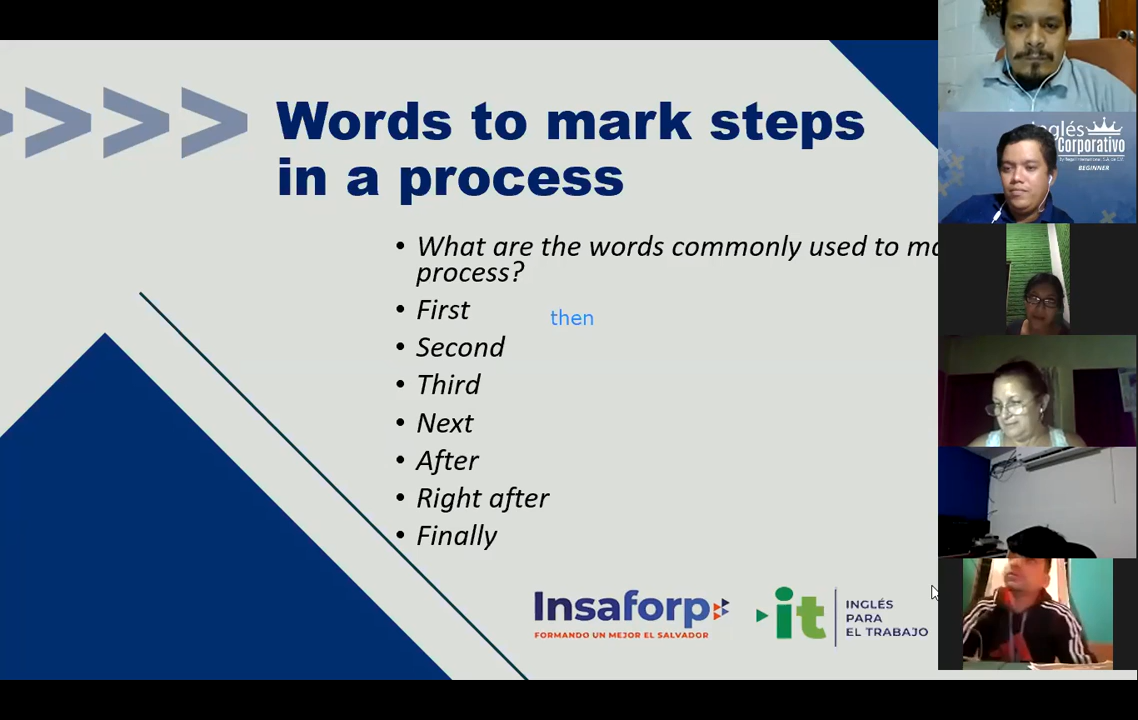 Words to mark steps
in a process
• What are the words commonly used to
process?
• First
then
• Second
• Third
• Next
• After
• Right after
• Finally
Insaforp
FORMANDO UN MEJOR EL SALVADOR
it
INGLÉS
PARA
EL TRABAJO
Inglés
Corporativo
BEGINNER